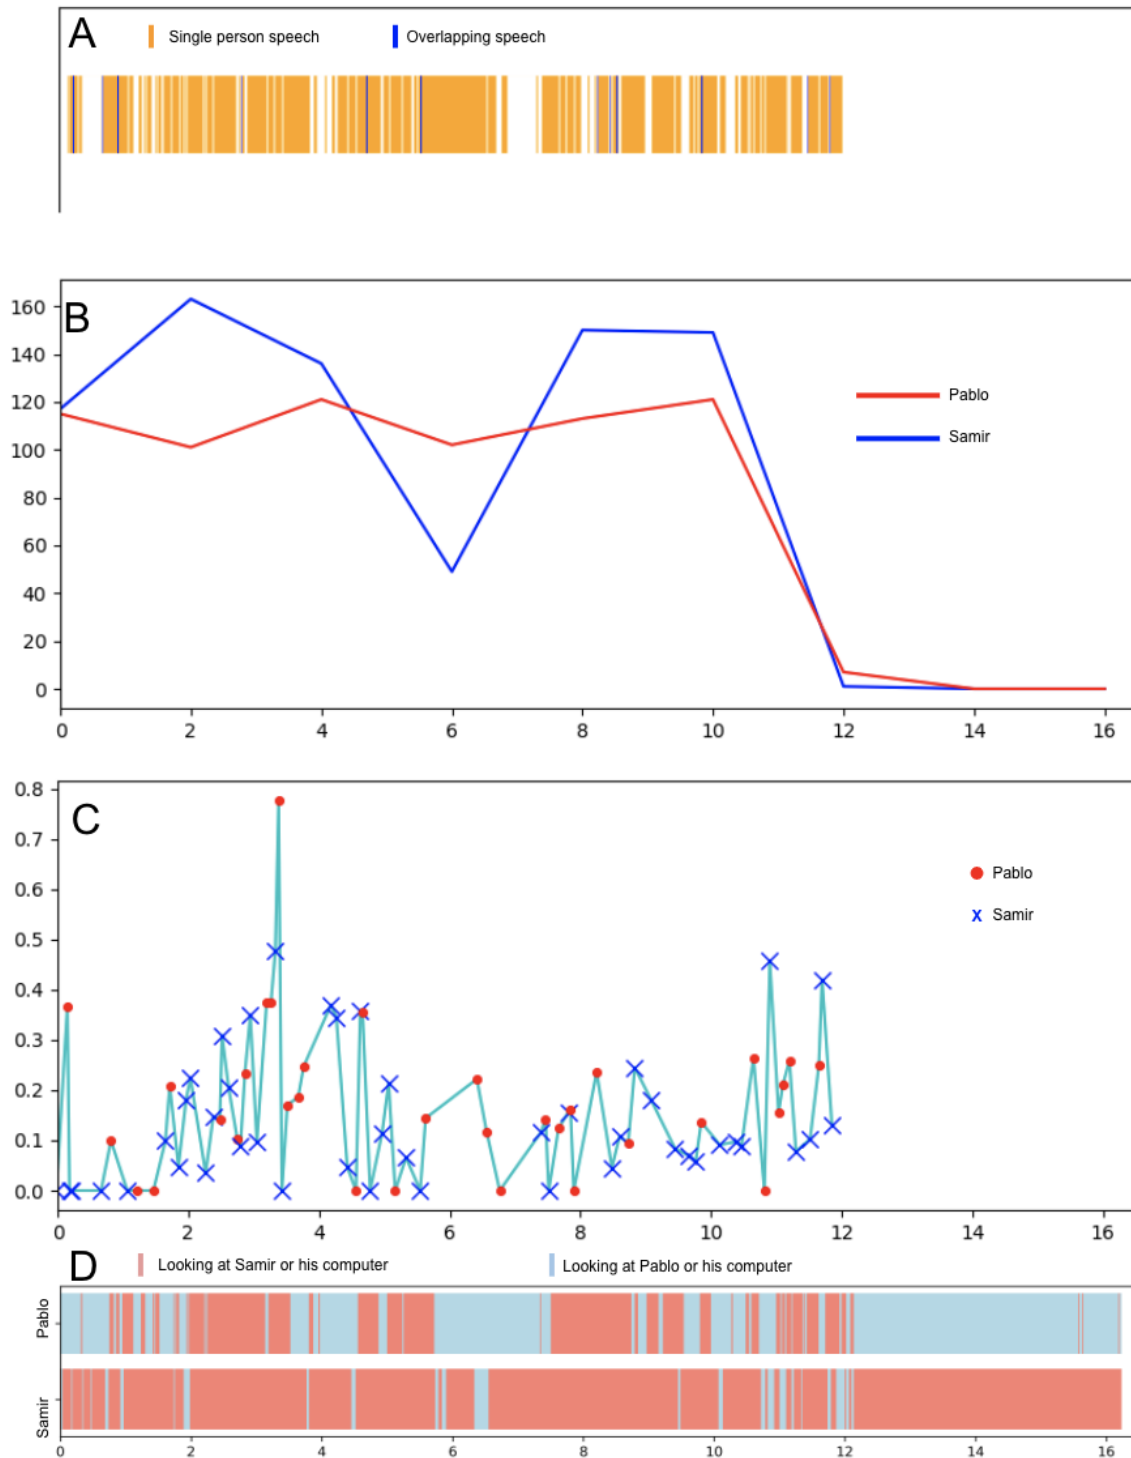 A
Single person speech
Overlapping speech
B
160
140
120
100
80
60
40
20
0
Pablo
Samir
0 2 4 6 8 10 12 14 16
C
0.8
0.7
0.6
0.5
0.4
0.3
0.2
0.1
0.0
Pablo
Samir
0 2 4 6 8 10 12 14 16
D
Looking at Samir or his computer
Looking at Pablo or his computer
Pablo
Samir
0 2 4 6 8 10 12 14 16